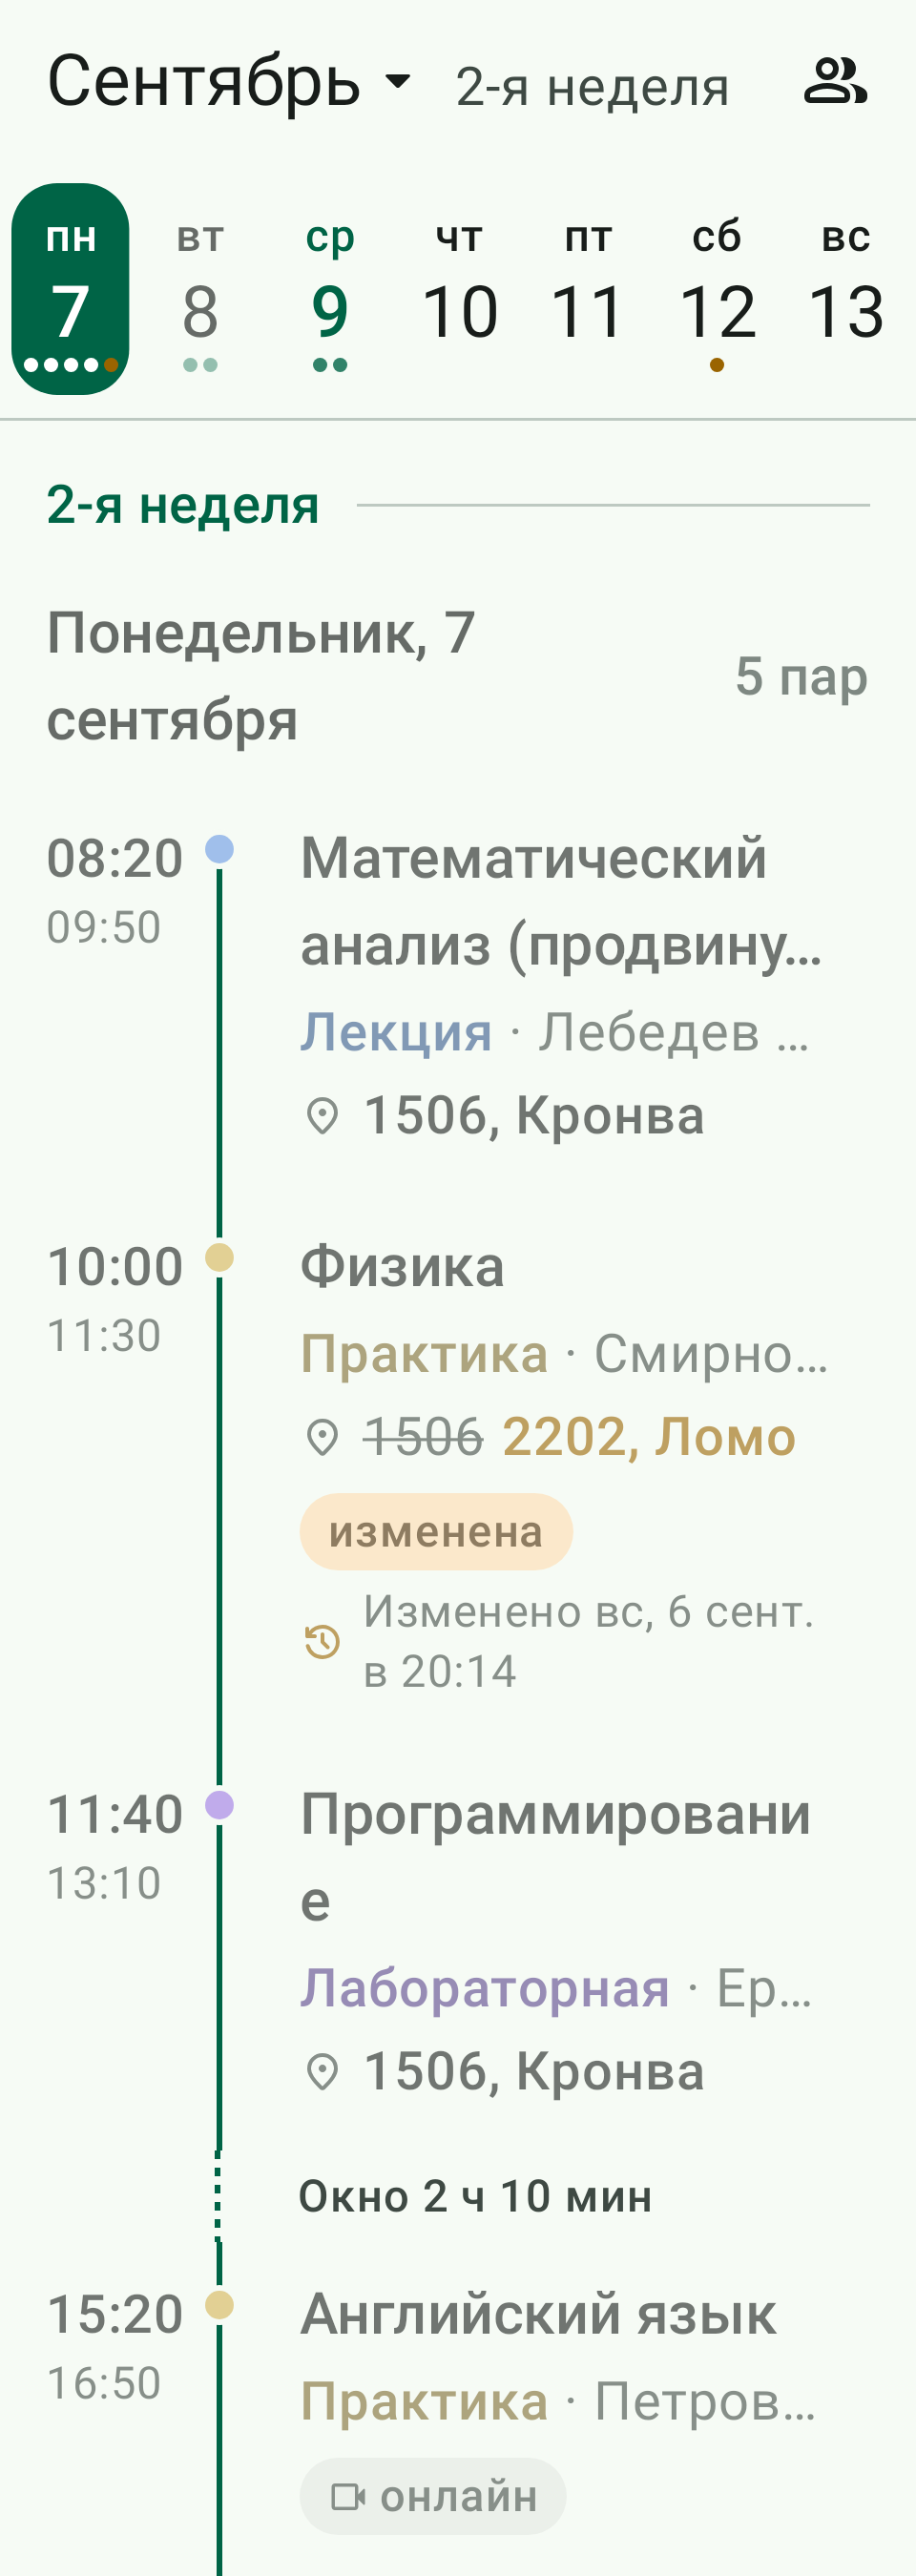 Сентябрь 2-я неделя
пн вт ср чт пт сб вс
7 8 9 10 11 12 13
2-я неделя
Понедельник, 7
сентября
5 пар
08:20
09:50
Математический
анализ (продвину…
Лекция · Лебедев …
1506, Кронва
10:00
11:30
Физика
Практика · Смирно…
1506 2202, Ломо
изменена
Изменено вс, 6 сент.
в 20:14
11:40
13:10
Программировани
е
Лабораторная · Ер…
1506, Кронва
Окно 2 ч 10 мин
15:20
16:50
Английский язык
Практика · Петров…
онлайн